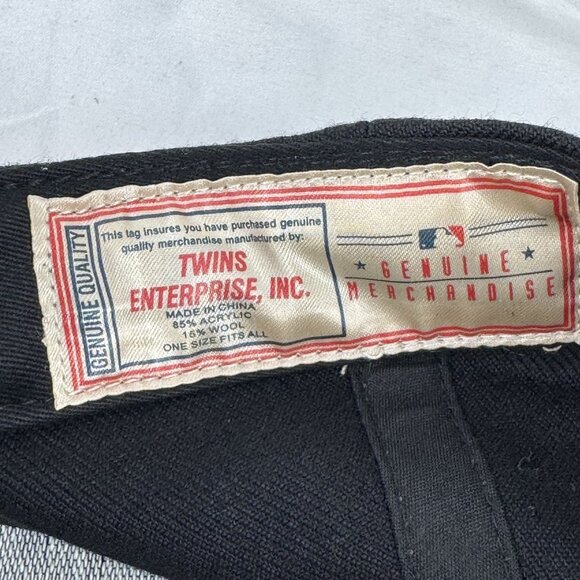 GENUINE QUALITY
This tag insures you have purchased genuine
quality merchandise manufactured by:
TWINS
ENTERPRISE, INC.
MADE IN CHINA
85% ACRYLIC
15% WOOL
ONE SIZE FITS ALL
GENUINE
MERCHANDISE